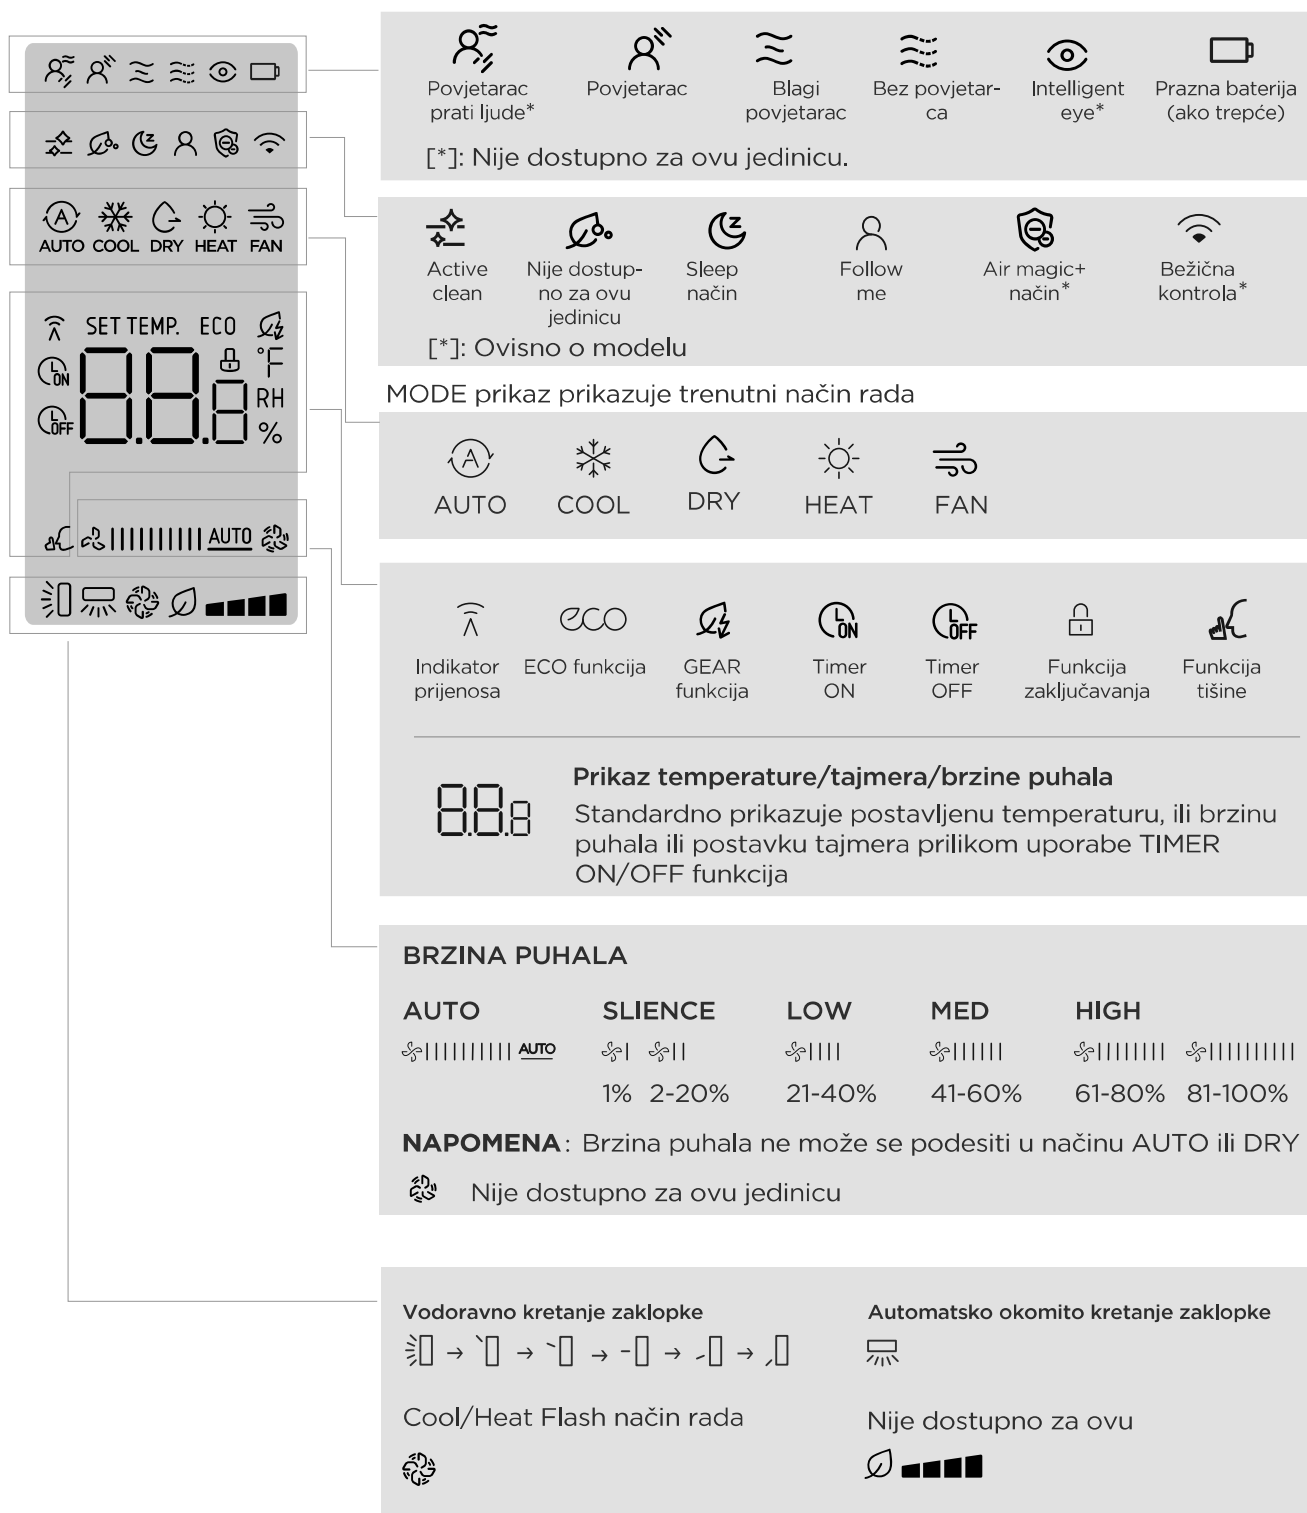 AUTO COOL DRY HEAT FAN
SET TEMP. ECO
ON
°F
OFF
RH
%
AUTO
Povjetarac
prati ljude*
Povjetarac
Blagi
povjetarac
Bez povjetar-
ca
Intelligent
eye*
Prazna baterija
(ako trepće)
[*]: Nije dostupno za ovu jedinicu.
Active
clean
Nije dostup-
no za ovu
jedinicu
Sleep
način
Follow
me
Air magic+
način*
Bežična
kontrola*
[*]: Ovisno o modelu
MODE prikaz prikazuje trenutni način rada
AUTO COOL DRY HEAT FAN
eco
ON
OFF
Indikator
prijenosa
ECO funkcija
GEAR
funkcija
Timer
ON
Timer
OFF
Funkcija
zaključavanja
Funkcija
tišine
Prikaz temperature/tajmera/brzine puhala
Standardno prikazuje postavljenu temperaturu, ili brzinu
puhala ili postavku tajmera prilikom uporabe TIMER
ON/OFF funkcija
BRZINA PUHALA
AUTO SLIENCE LOW MED HIGH
AUTO
1% 2-20% 21-40% 41-60% 61-80% 81-100%
NAPOMENA: Brzina puhala ne može se podesiti u načinu AUTO ili DRY
Nije dostupno za ovu jedinicu
Vodoravno kretanje zaklopke
Automatsko okomito kretanje zaklopke
Cool/Heat Flash način rada
Nije dostupno za ovu